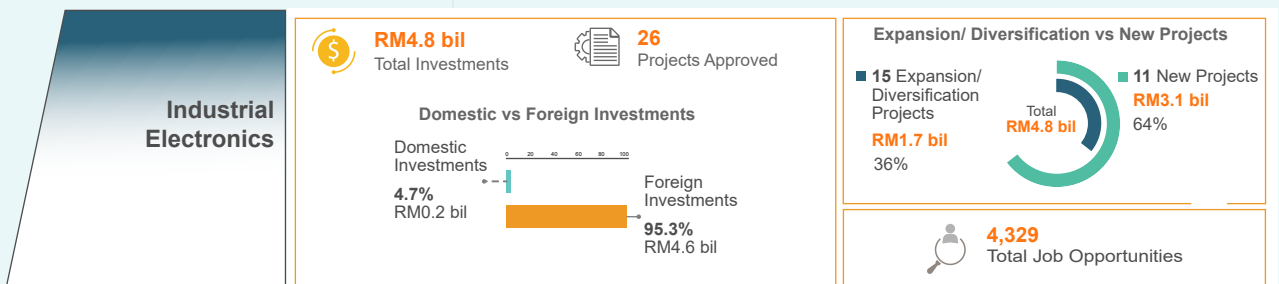 Industrial
Electronics
RM4.8 bil
Total Investments
26
Projects Approved
Domestic vs Foreign Investments
Domestic
Investments
4.7%
RM0.2 bil
0 20 40 60 80 100
Foreign
Investments
95.3%
RM4.6 bil
Expansion/ Diversification vs New Projects
15 Expansion/
Diversification
Projects
RM1.7 bil
36%
Total
RM4.8 bil
11 New Projects
RM3.1 bil
64%
4,329
Total Job Opportunities